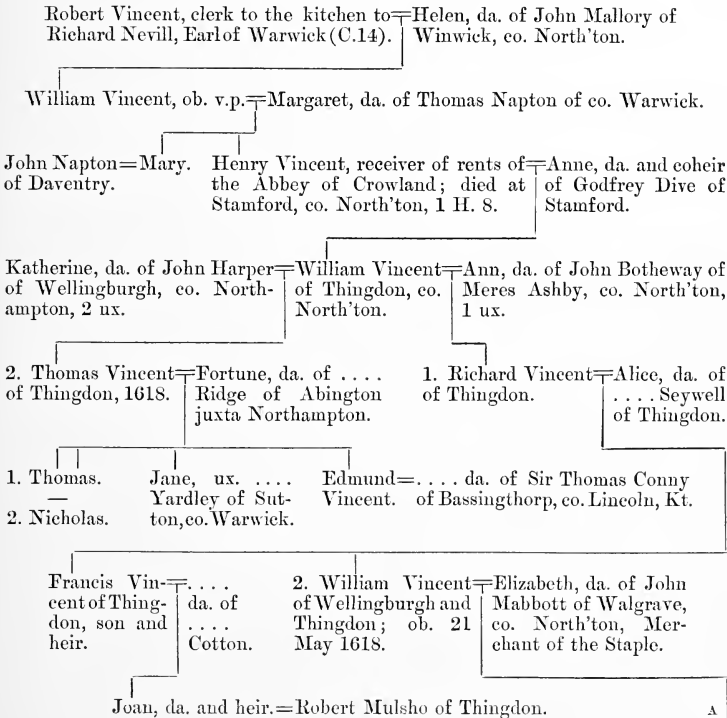 Robert Vincent, clerk to the kitchen to=Helen, da. of John Mallory of
Richard Nevill, Earl of Warwick (C.14). Winwick, co. North'ton.
William Vincent, ob. v.p.=Margaret, da. of Thomas Napton of co. Warwick.
John Napton=Mary.
of Daventry.
Henry Vincent, receiver of rents of=Anne, da. and coheir
the Abbey of Crowland; died at of Godfrey Dive of
Stamford, co. North'ton, 1 H. 8. Stamford.
Katherine, da. of John Harper=William Vincent=Ann, da. of John Botheway of
of Wellingburgh, co. North- of Thingdon, co. Meres Ashby, co. North'ton,
ampton, 2 ux. North'ton. 1 ux.
2. Thomas Vincent=Fortune, da. of ....
of Thingdon, 1618. Ridge of Abington
juxta Northampton.
1. Richard Vincent=Alice, da. of
of Thingdon. .... Seywell
of Thingdon.
1. Thomas.
—
2. Nicholas.
Jane, ux. ....
Yardley of Sut-
ton, co. Warwick.
Edmund=.... da. of Sir Thomas Conny
Vincent. of Bassingthorp, co. Lincoln, Kt.
Francis Vin-=....
cent of Thing- da. of
don, son and ....
heir. Cotton.
2. William Vincent=Elizabeth, da. of John
of Wellingburgh and Mabbott of Walgrave,
Thingdon; ob. 21 co. North'ton, Mer-
May 1618. chant of the Staple.
Joan, da. and heir.=Robert Mulsho of Thingdon.
A